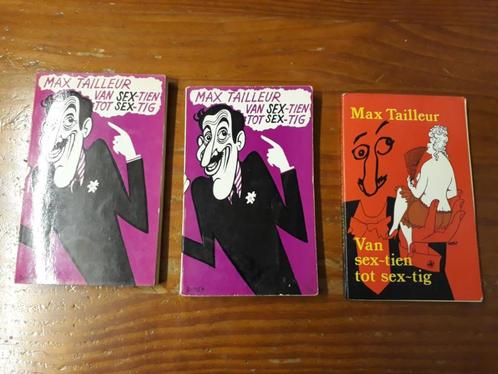 MAX TAILLEUR
VAN SEX-TIEN
TOT SEX-TIG
MAX TAILLEUR
VAN SEX-TIEN
TOT SEX-TIG
Max Tailleur
Van
sex-tien
tot sex-tig